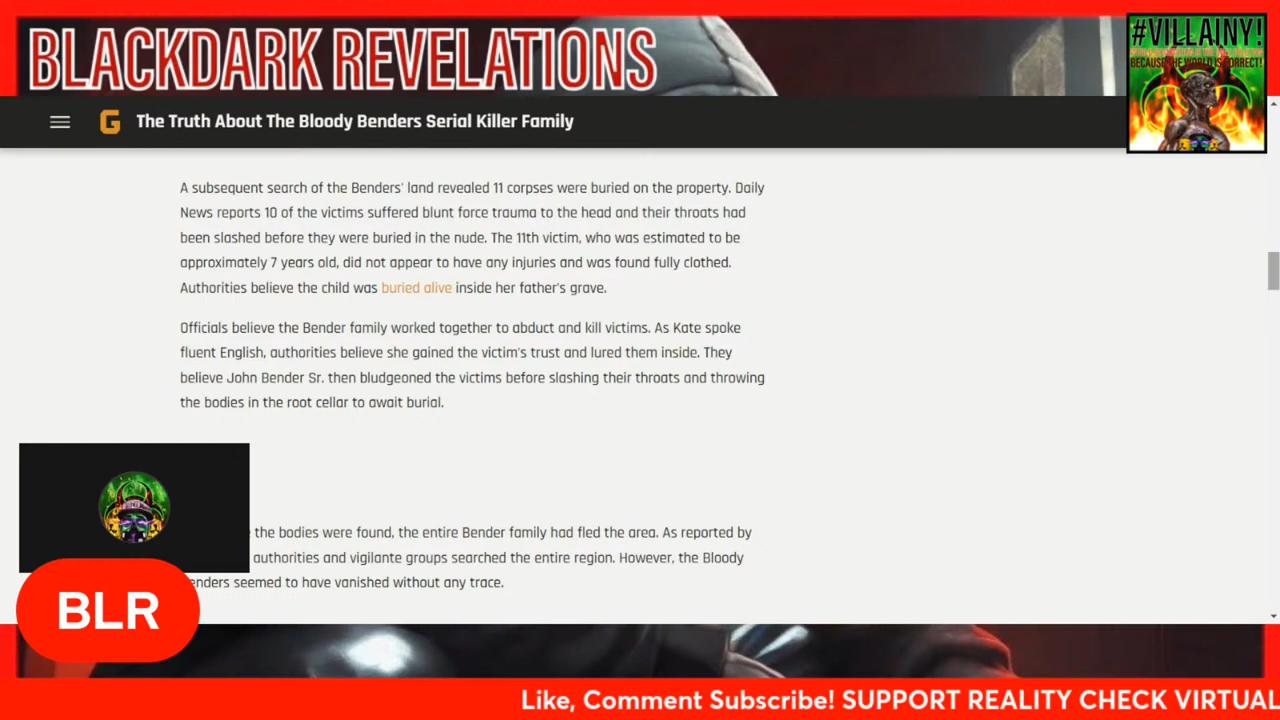 BLACKDARK REVELATIONS
#VILLAINY!
BECAUSE HE WORLD IS CORRECT!
G The Truth About The Bloody Benders Serial Killer Family
A subsequent search of the Benders' land revealed 11 corpses were buried on the property. Daily
News reports 10 of the victims suffered blunt force trauma to the head and their throats had
been slashed before they were buried in the nude. The 11th victim, who was estimated to be
approximately 7 years old, did not appear to have any injuries and was found fully clothed.
Authorities believe the child was buried alive inside her father's grave.
Officials believe the Bender family worked together to abduct and kill victims. As Kate spoke
fluent English, authorities believe she gained the victim's trust and lured them inside. They
believe John Bender Sr. then bludgeoned the victims before slashing their throats and throwing
the bodies in the root cellar to await burial.
the bodies were found, the entire Bender family had fled the area. As reported by
authorities and vigilante groups searched the entire region. However, the Bloody
enders seemed to have vanished without any trace.
BLR
Like, Comment Subscribe! SUPPORT REALITY CHECK VIRTUAL